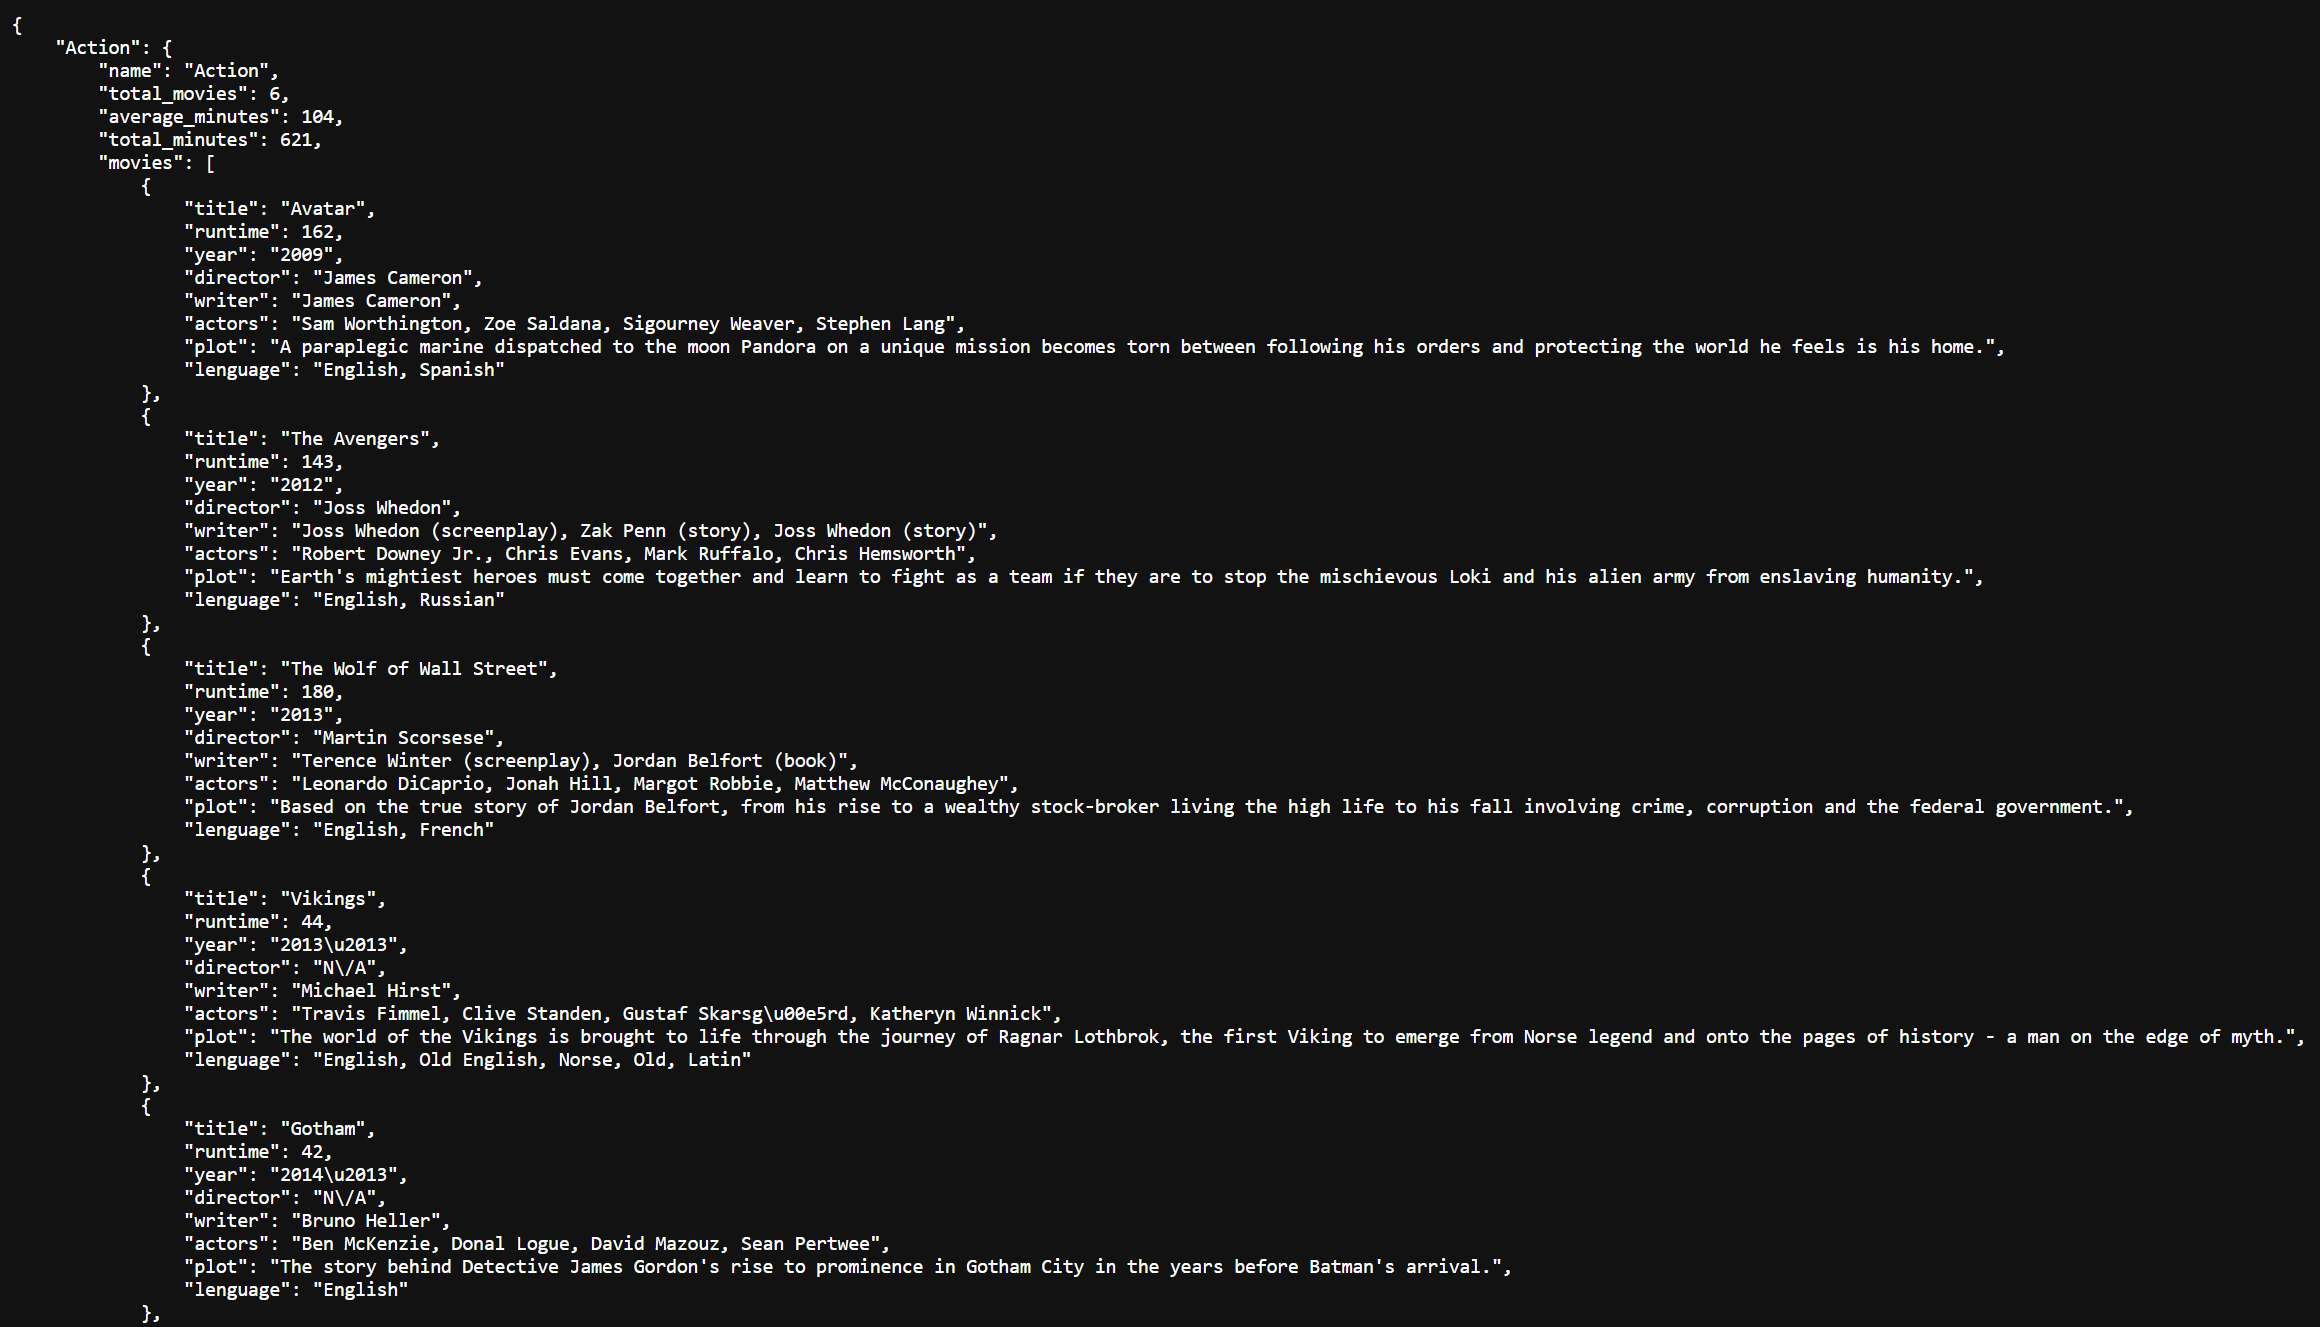 {
    "Action": {
        "name": "Action",
        "total_movies": 6,
        "average_minutes": 104,
        "total_minutes": 621,
        "movies": [
            {
                "title": "Avatar",
                "runtime": 162,
                "year": "2009",
                "director": "James Cameron",
                "writer": "James Cameron",
                "actors": "Sam Worthington, Zoe Saldana, Sigourney Weaver, Stephen Lang",
                "plot": "A paraplegic marine dispatched to the moon Pandora on a unique mission becomes torn between following his orders and protecting the world he feels is his home.",
                "lenguage": "English, Spanish"
            },
            {
                "title": "The Avengers",
                "runtime": 143,
                "year": "2012",
                "director": "Joss Whedon",
                "writer": "Joss Whedon (screenplay), Zak Penn (story), Joss Whedon (story)",
                "actors": "Robert Downey Jr., Chris Evans, Mark Ruffalo, Chris Hemsworth",
                "plot": "Earth's mightiest heroes must come together and learn to fight as a team if they are to stop the mischievous Loki and his alien army from enslaving humanity.",
                "lenguage": "English, Russian"
            },
            {
                "title": "The Wolf of Wall Street",
                "runtime": 180,
                "year": "2013",
                "director": "Martin Scorsese",
                "writer": "Terence Winter (screenplay), Jordan Belfort (book)",
                "actors": "Leonardo DiCaprio, Jonah Hill, Margot Robbie, Matthew McConaughey",
                "plot": "Based on the true story of Jordan Belfort, from his rise to a wealthy stock-broker living the high life to his fall involving crime, corruption and the federal government.",
                "lenguage": "English, French"
            },
            {
                "title": "Vikings",
                "runtime": 44,
                "year": "2013\u2013",
                "director": "N\/A",
                "writer": "Michael Hirst",
                "actors": "Travis Fimmel, Clive Standen, Gustaf Skarsg\u00e5rd, Katheryn Winnick",
                "plot": "The world of the Vikings is brought to life through the journey of Ragnar Lothbrok, the first Viking to emerge from Norse legend and onto the pages of history - a man on the edge of myth.",
                "lenguage": "English, Old English, Norse, Old, Latin"
            },
            {
                "title": "Gotham",
                "runtime": 42,
                "year": "2014\u2013",
                "director": "N\/A",
                "writer": "Bruno Heller",
                "actors": "Ben McKenzie, Donal Logue, David Mazouz, Sean Pertwee",
                "plot": "The story behind Detective James Gordon's rise to prominence in Gotham City in the years before Batman's arrival.",
                "lenguage": "English"
            },